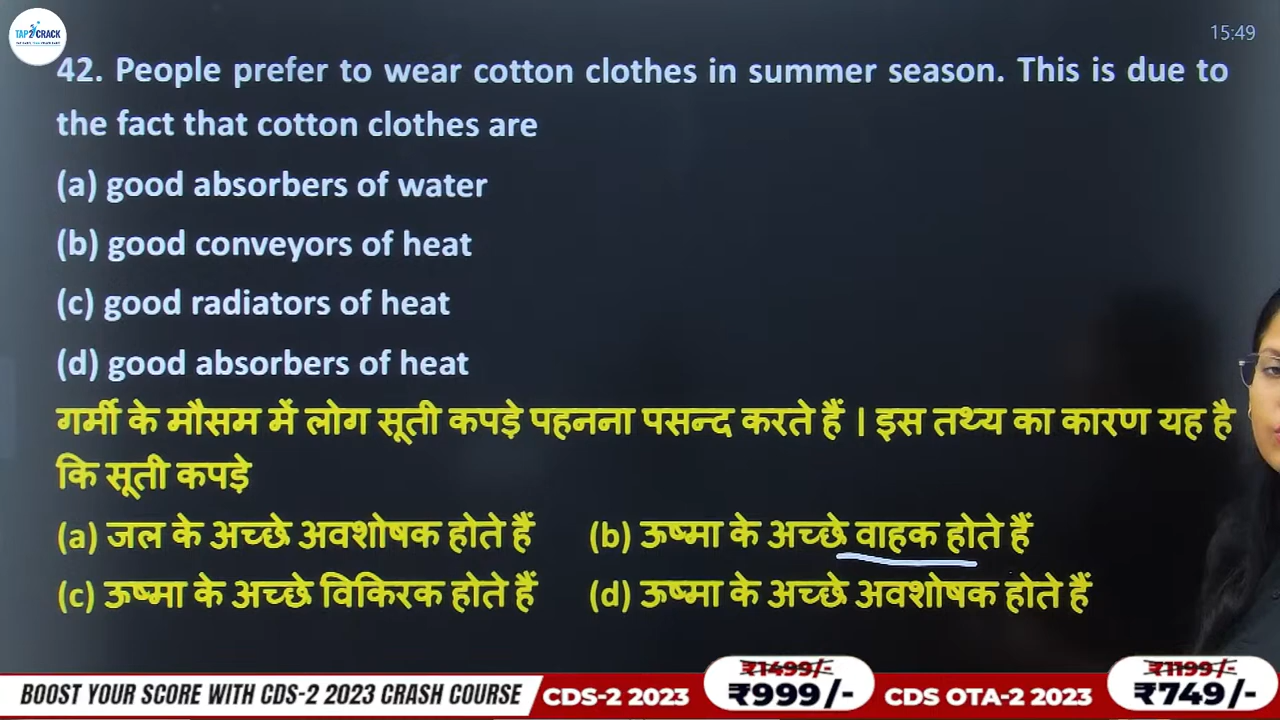 TAP2CRACK
15:49
42. People prefer to wear cotton clothes in summer season. This is due to
the fact that cotton clothes are
(a) good absorbers of water
(b) good conveyors of heat
(c) good radiators of heat
(d) good absorbers of heat
गर्मी के मौसम में लोग सूती कपड़े पहनना पसन्द करते हैं । इस तथ्य का कारण यह है
कि सूती कपड़े
(a) जल के अच्छे अवशोषक होते हैं (b) ऊष्मा के अच्छे वाहक होते हैं
(c) ऊष्मा के अच्छे विकिरक होते हैं (d) ऊष्मा के अच्छे अवशोषक होते हैं
BOOST YOUR SCORE WITH CDS-2 2023 CRASH COURSE CDS-2 2023 ₹1499/- ₹999/- CDS OTA-2 2023 ₹1199/- ₹749/-